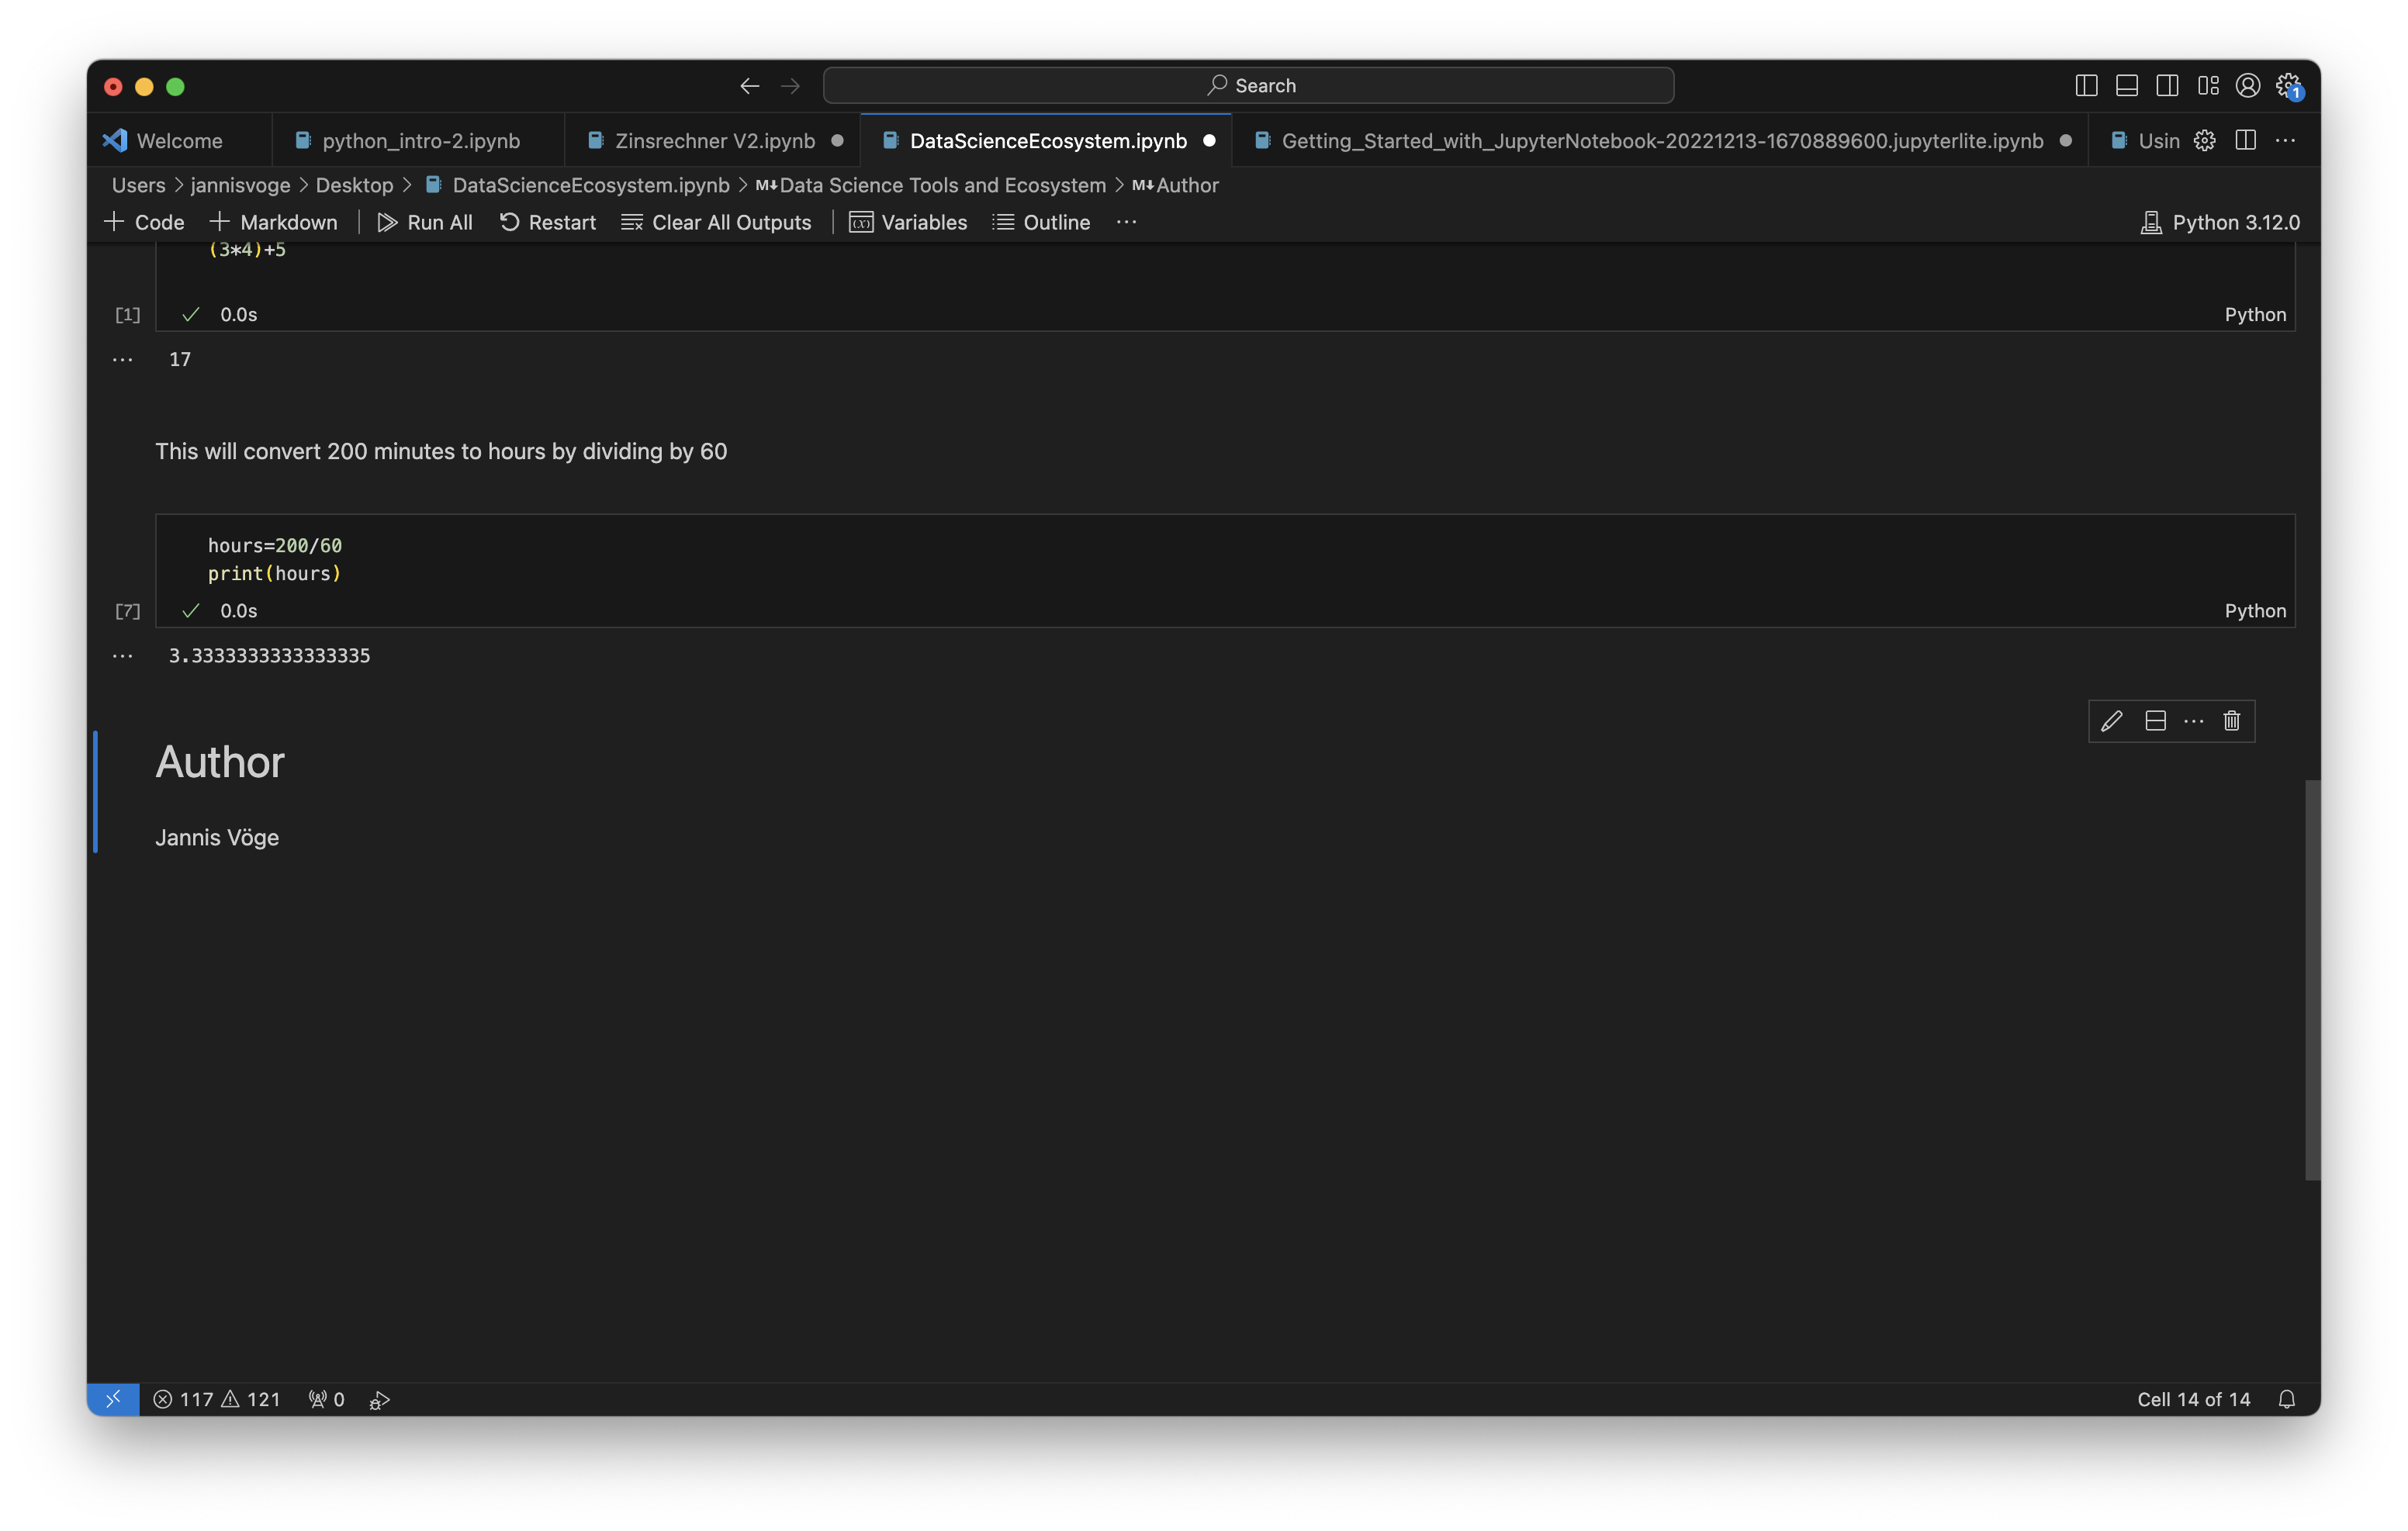 Search
1
Welcome
python_intro-2.ipynb
Zinsrechner V2.ipynb
DataScienceEcosystem.ipynb
Getting_Started_with_JupyterNotebook-20221213-1670889600.jupyterlite.ipynb
Usin
Users > jannisvoge > Desktop > DataScienceEcosystem.ipynb > M↓Data Science Tools and Ecosystem > M↓Author
+ Code + Markdown | Run All Restart Clear All Outputs | (x) Variables Outline ... Python 3.12.0
(3*4)+5
[1] ✓ 0.0s Python
... 17
This will convert 200 minutes to hours by dividing by 60
hours=200/60
print(hours)
[7] ✓ 0.0s Python
... 3.3333333333333335
Author
Jannis Vöge
117 121 0 Cell 14 of 14